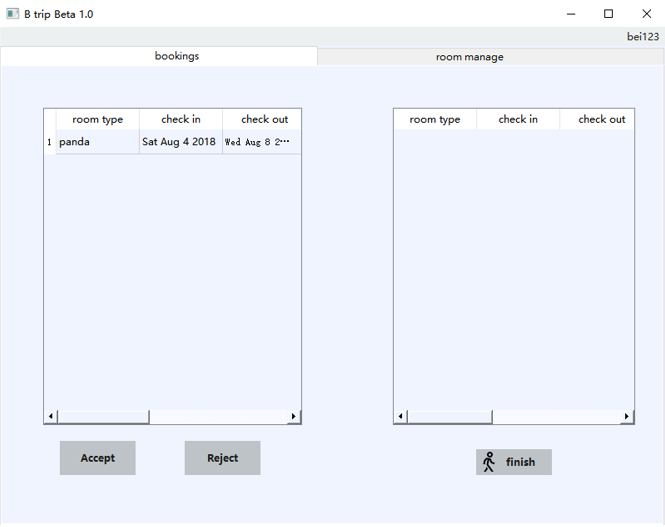 B trip Beta 1.0
bei123
bookings room manage
room type check in check out
1 panda Sat Aug 4 2018 Wed Aug 8 2···
room type check in check out
Accept Reject
finish